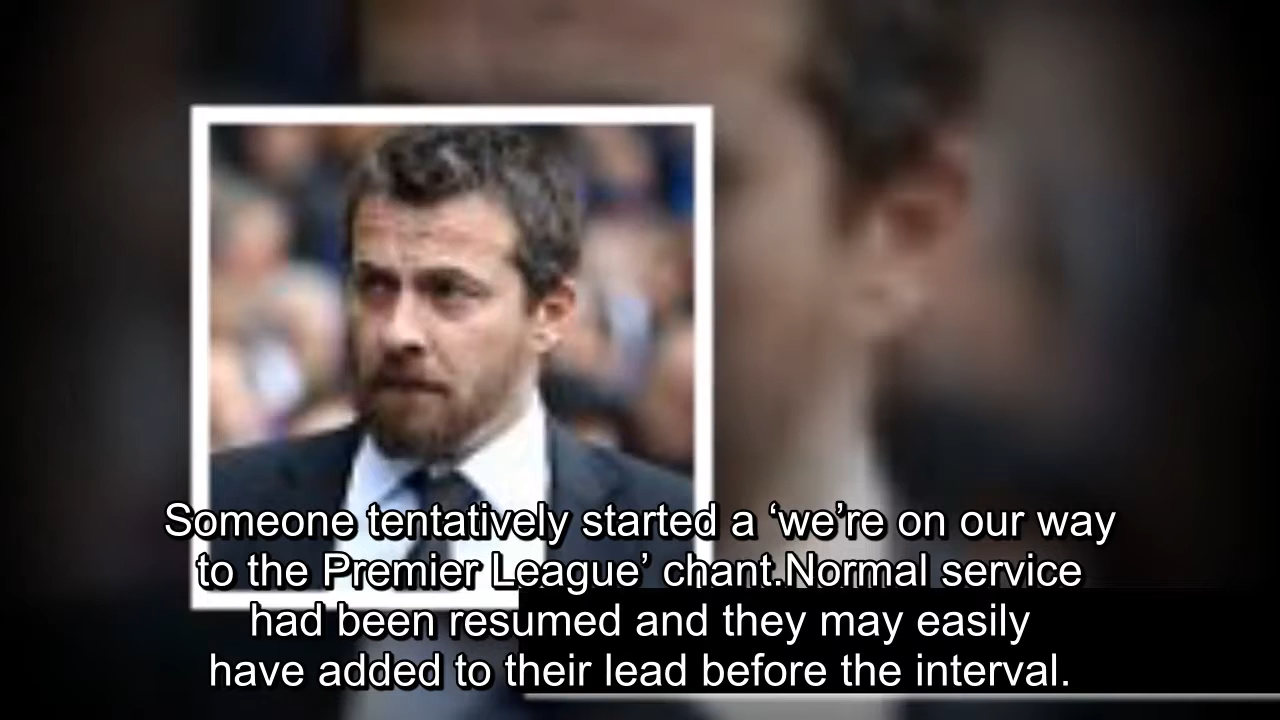 Someone tentatively started a ‘we’re on our way
to the Premier League’ chant.Normal service
had been resumed and they may easily
have added to their lead before the interval.